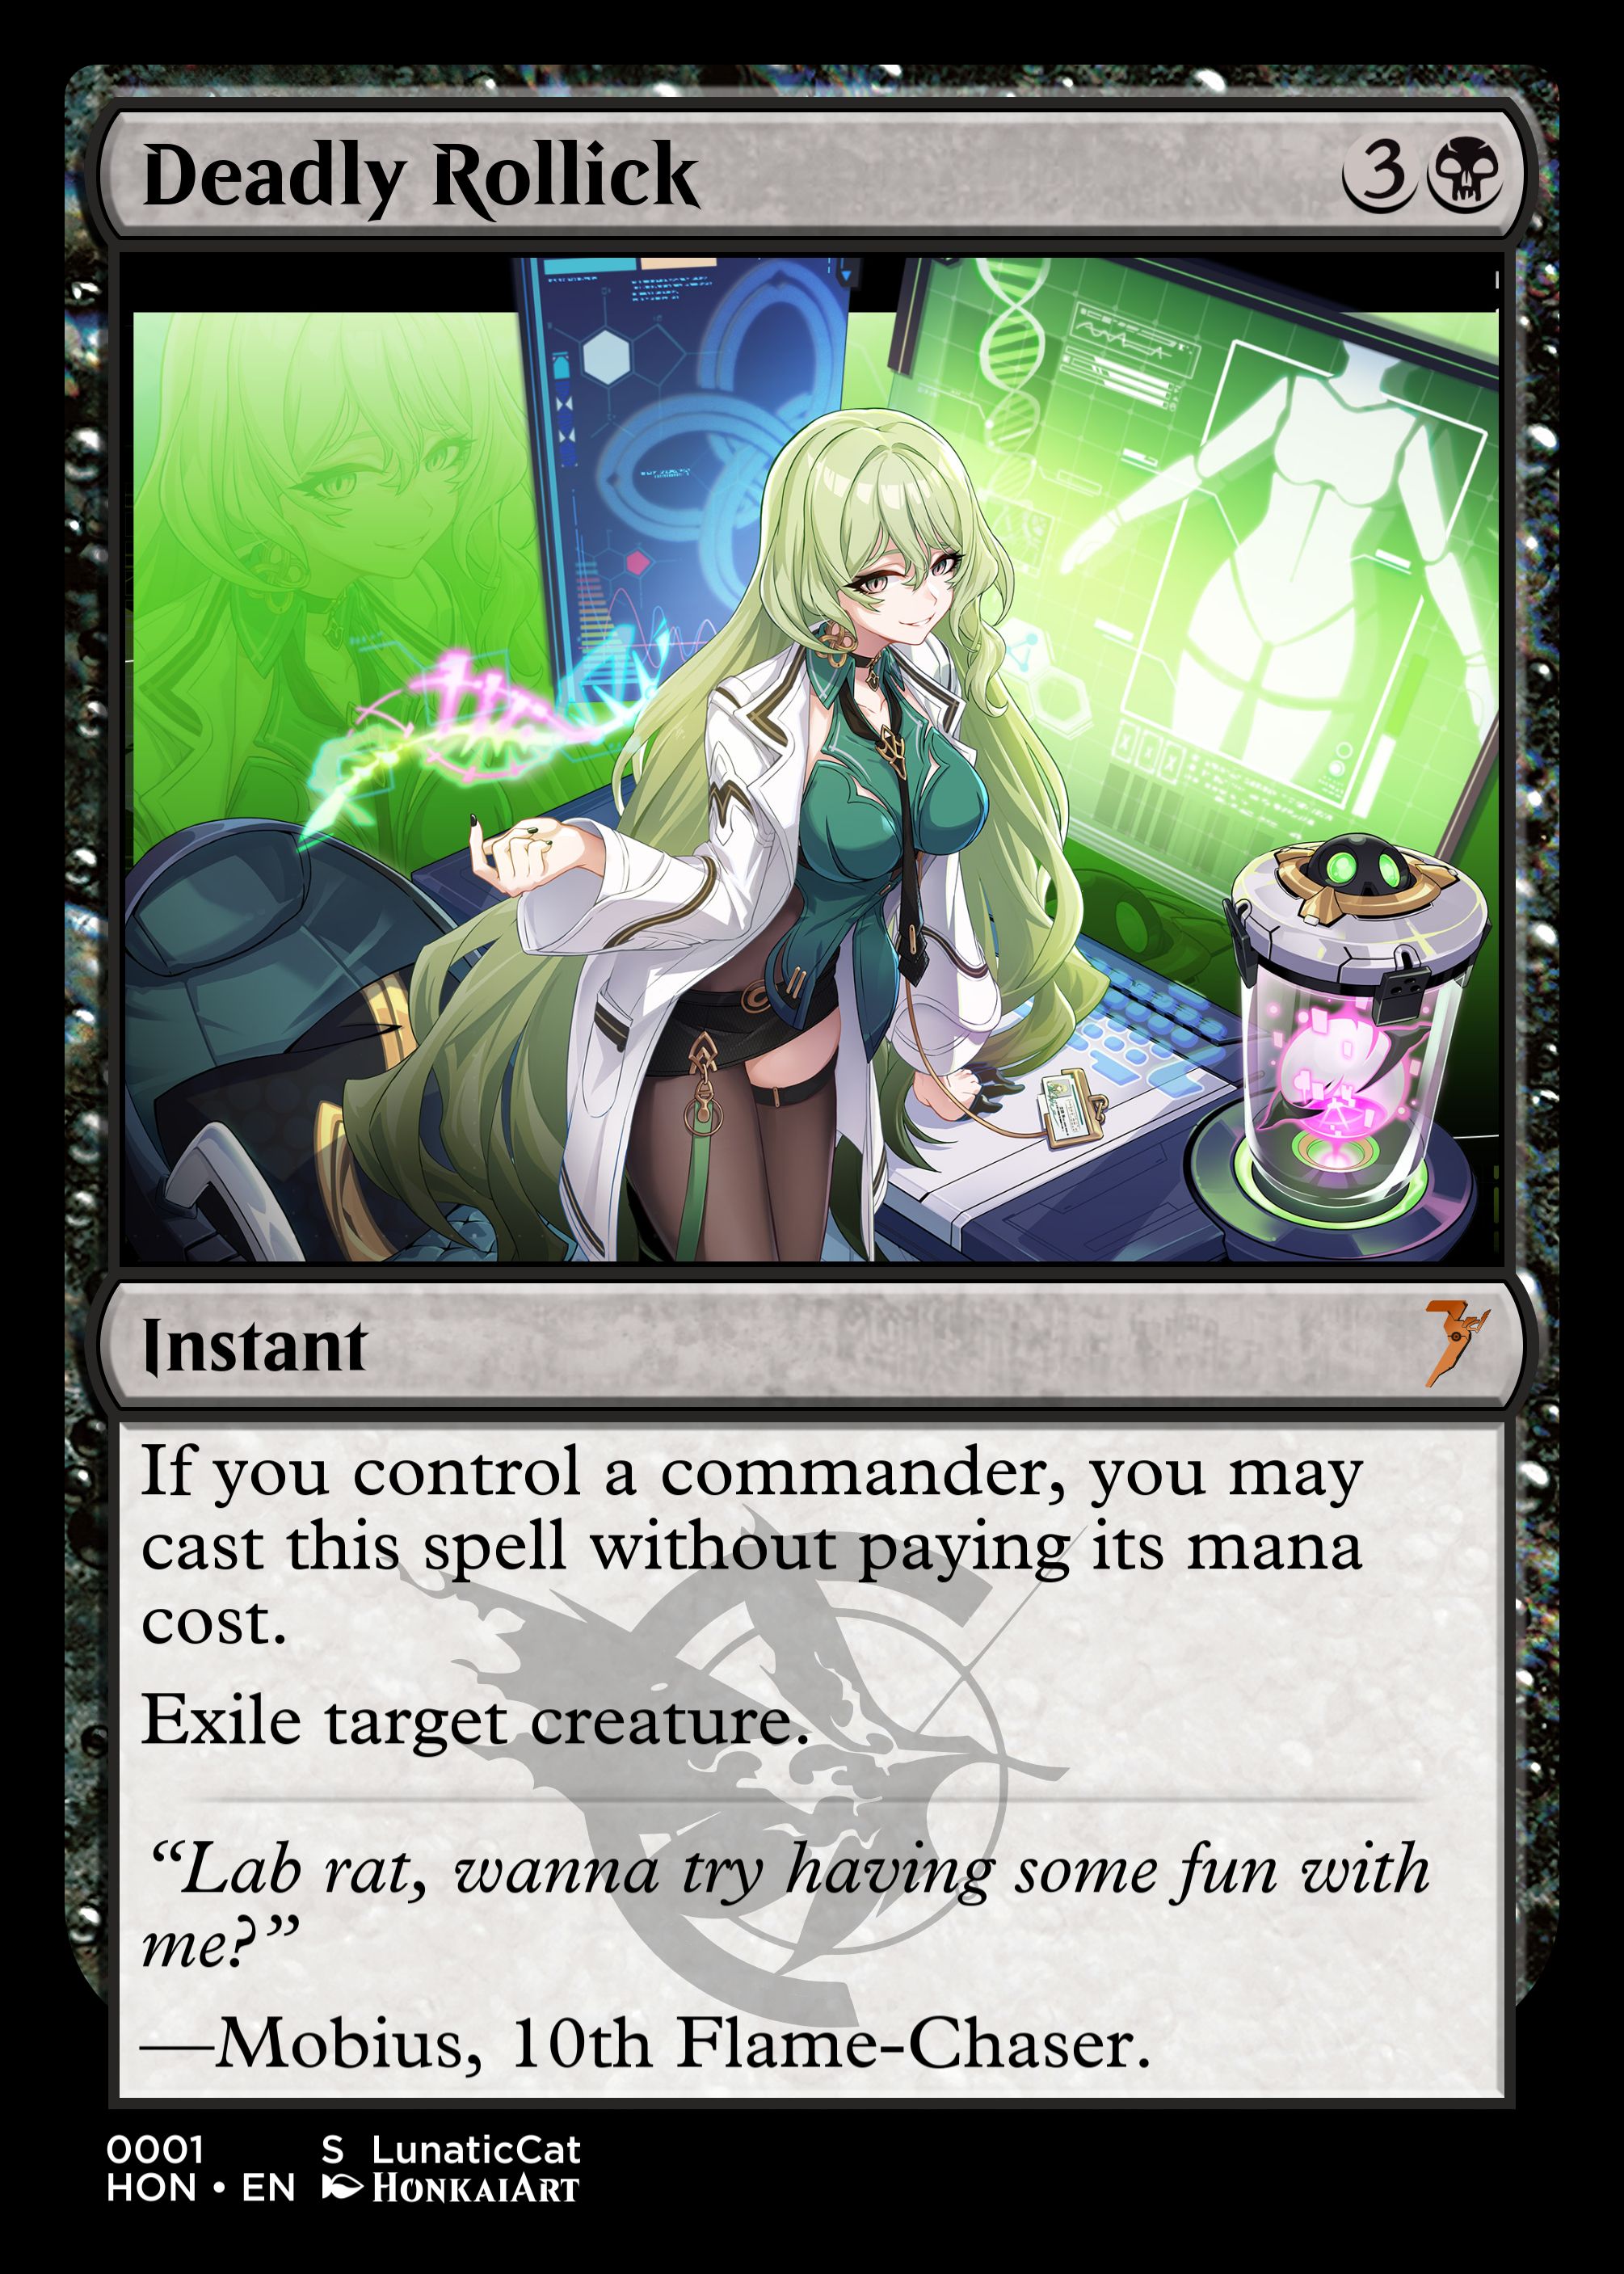 Deadly Rollick
3
Instant
If you control a commander, you may
cast this spell without paying its mana
cost.
Exile target creature.
“Lab rat, wanna try having some fun with
me?”
—Mobius, 10th Flame-Chaser.
0001 S LunaticCat
HON • EN HONKAIART